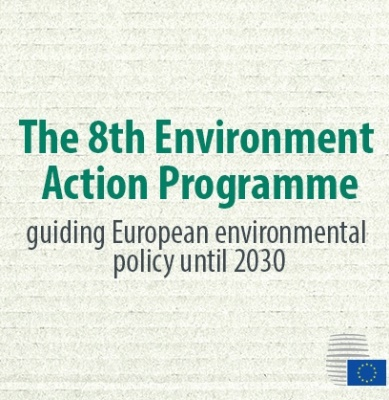 The 8th Environment
Action Programme
guiding European environmental
policy until 2030